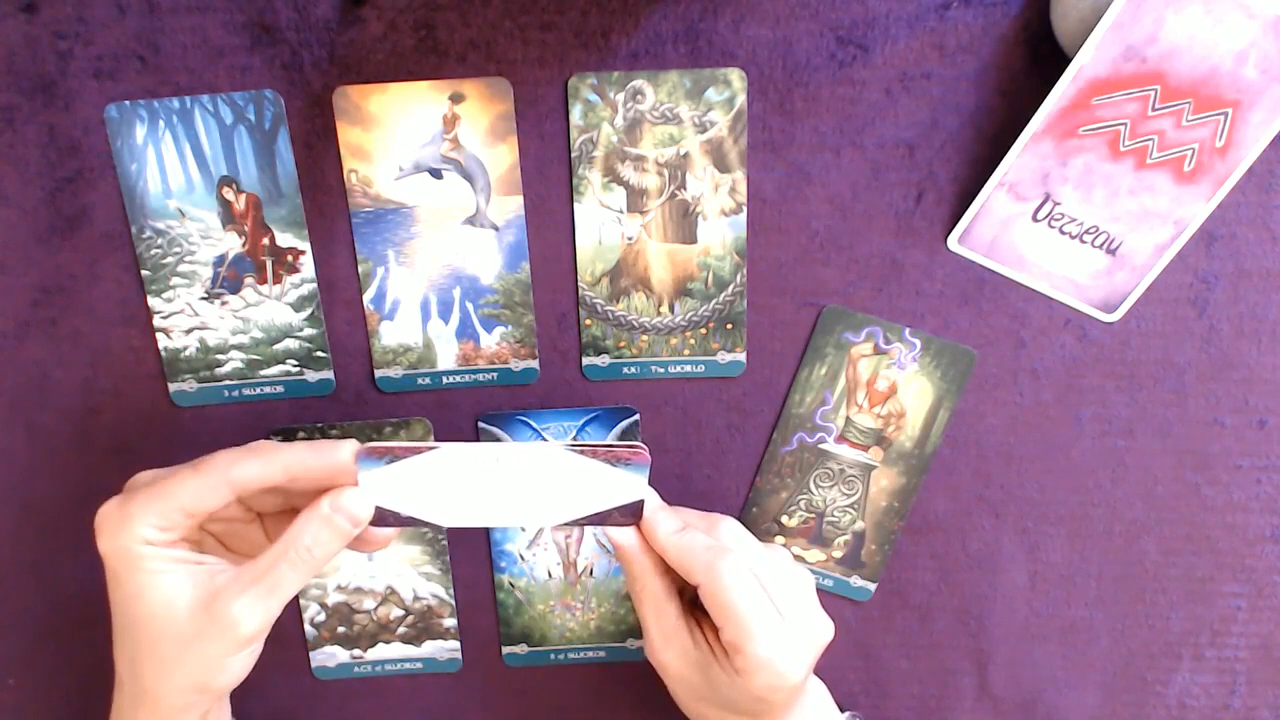 3 of SWORDS
XX - JUDGEMENT
XXI - The WORLD
Verseau
ACE of SWORDS
8 of SWORDS